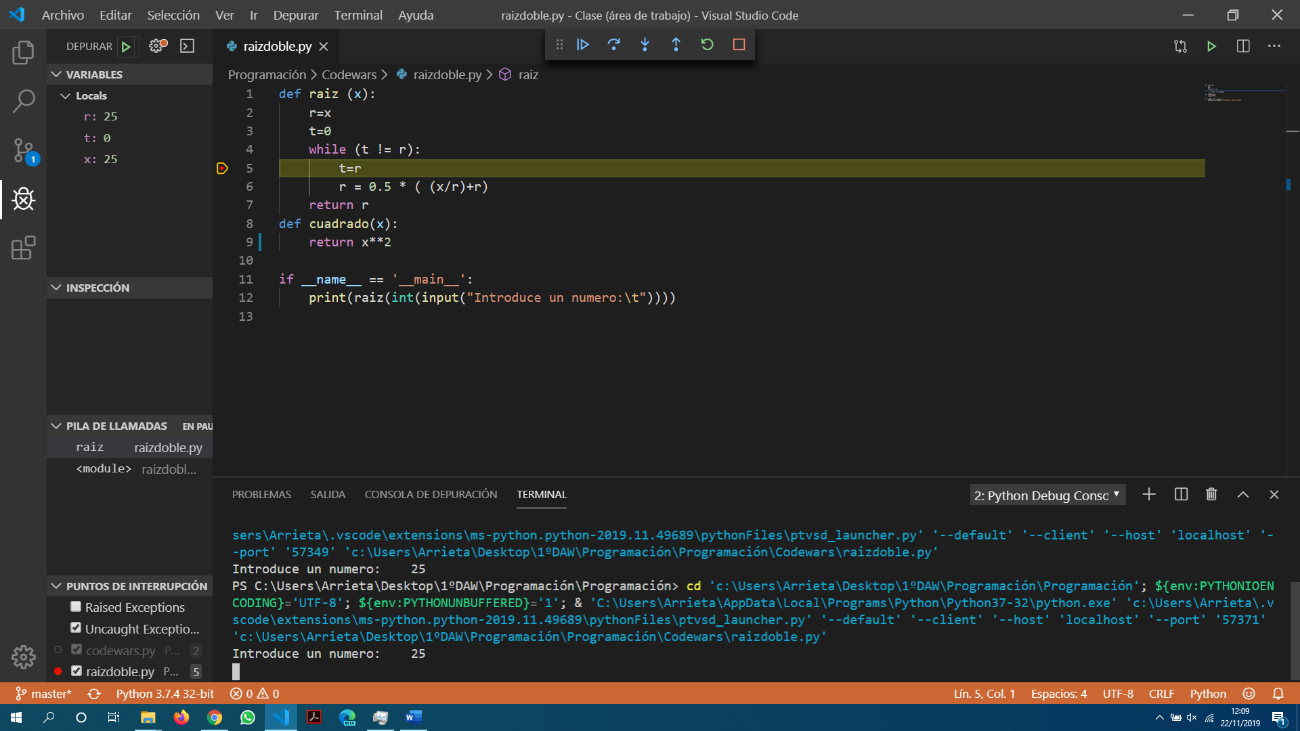 Archivo Editar Selección Ver Ir Depurar Terminal Ayuda raizdoble.py - Clase (área de trabajo) - Visual Studio Code
DEPURAR
raizdoble.py
VARIABLES
Locals
r: 25
t: 0
x: 25
INSPECCIÓN
PILA DE LLAMADAS EN PAU
raiz raizdoble.py
<module> raizdobl...
PUNTOS DE INTERRUPCIÓN
Raised Exceptions
Uncaught Exceptio...
codewars.py P... 2
raizdoble.py P... 5
1
Programación > Codewars > raizdoble.py > raiz
1 def raiz (x):
2 r=x
3 t=0
4 while (t != r):
5 t=r
6 r = 0.5 * ( (x/r)+r)
7 return r
8 def cuadrado(x):
9 return x**2
10
11 if __name__ == '__main__':
12 print(raiz(int(input("Introduce un numero:\t"))))
13
PROBLEMAS SALIDA CONSOLA DE DEPURACIÓN TERMINAL 2: Python Debug Consc
sers\Arrieta\.vscode\extensions\ms-python.python-2019.11.49689\pythonFiles\ptvsd_launcher.py' '--default' '--client' '--host' 'localhost' '-
-port' '57349' 'c:\Users\Arrieta\Desktop\1ºDAW\Programación\Programación\Codewars\raizdoble.py'
Introduce un numero: 25
PS C:\Users\Arrieta\Desktop\1ºDAW\Programación\Programación> cd 'c:\Users\Arrieta\Desktop\1ºDAW\Programación\Programación'; ${env:PYTHONIOEN
CODING}='UTF-8'; ${env:PYTHONUNBUFFERED}='1'; & 'C:\Users\Arrieta\AppData\Local\Programs\Python\Python37-32\python.exe' 'c:\Users\Arrieta\.v
scode\extensions\ms-python.python-2019.11.49689\pythonFiles\ptvsd_launcher.py' '--default' '--client' '--host' 'localhost' '--port' '57371'
'c:\Users\Arrieta\Desktop\1ºDAW\Programación\Programación\Codewars\raizdoble.py'
Introduce un numero: 25
master* Python 3.7.4 32-bit 0 0 Lín. 5, Col. 1 Espacios: 4 UTF-8 CRLF Python
12:09
22/11/2019
1